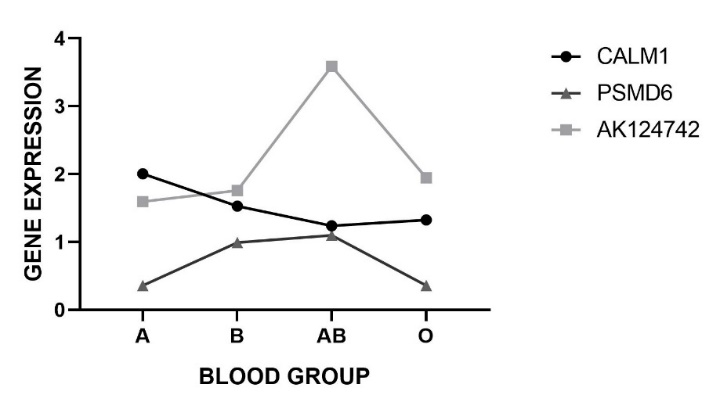 4
3
2
1
0
GENE EXPRESSION
A B AB O
BLOOD GROUP
CALM1
PSMD6
AK124742